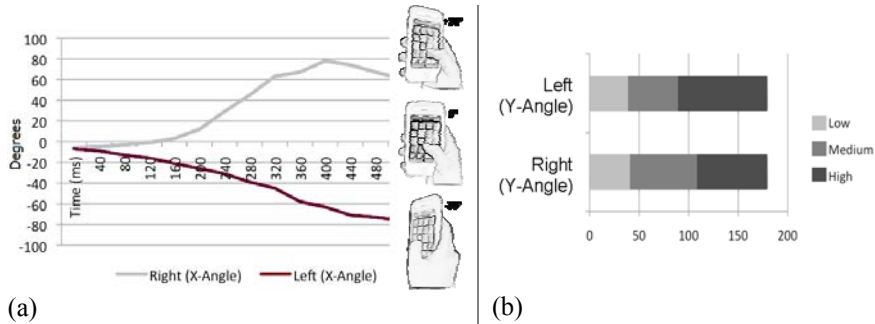 100
80
60
40
20
0
-20
-40
-60
-80
-100
Degrees
Time (ms)
40
80
120
160
200
240
280
320
360
400
440
480
Right (X-Angle)
Left (X-Angle)
(a)
Left
(Y-Angle)
Right
(Y-Angle)
0
50
100
150
200
Low
Medium
High
(b)